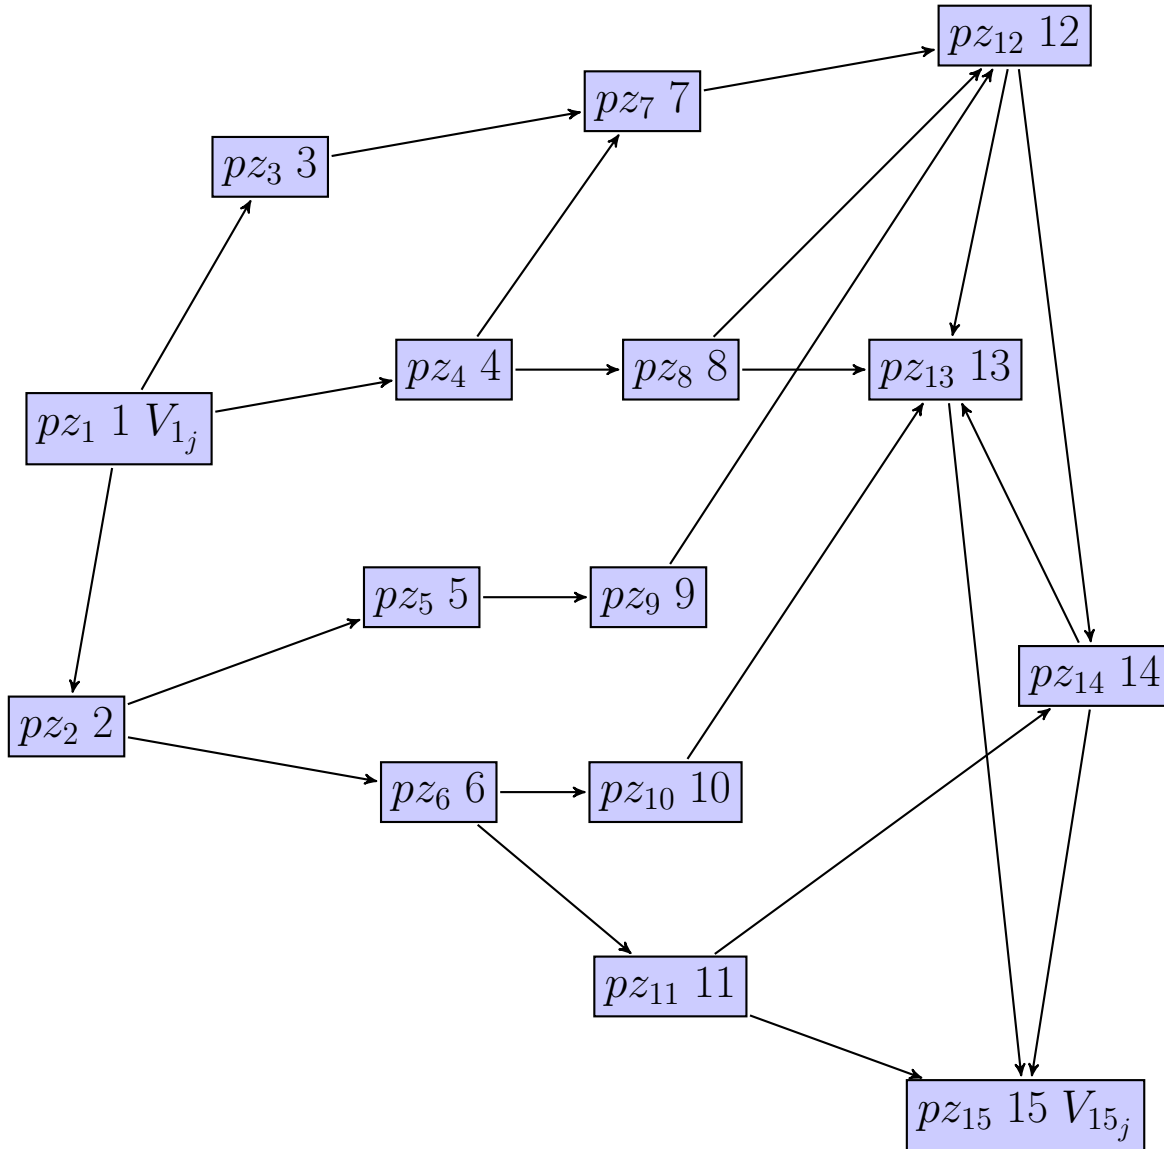 pz₁₂ 12
pz₇ 7
pz₃ 3
pz₄ 4
pz₈ 8
pz₁₃ 13
pz₁ 1 V₁ⱼ
pz₅ 5
pz₉ 9
pz₁₄ 14
pz₂ 2
pz₆ 6
pz₁₀ 10
pz₁₁ 11
pz₁₅ 15 V₁₅ⱼ